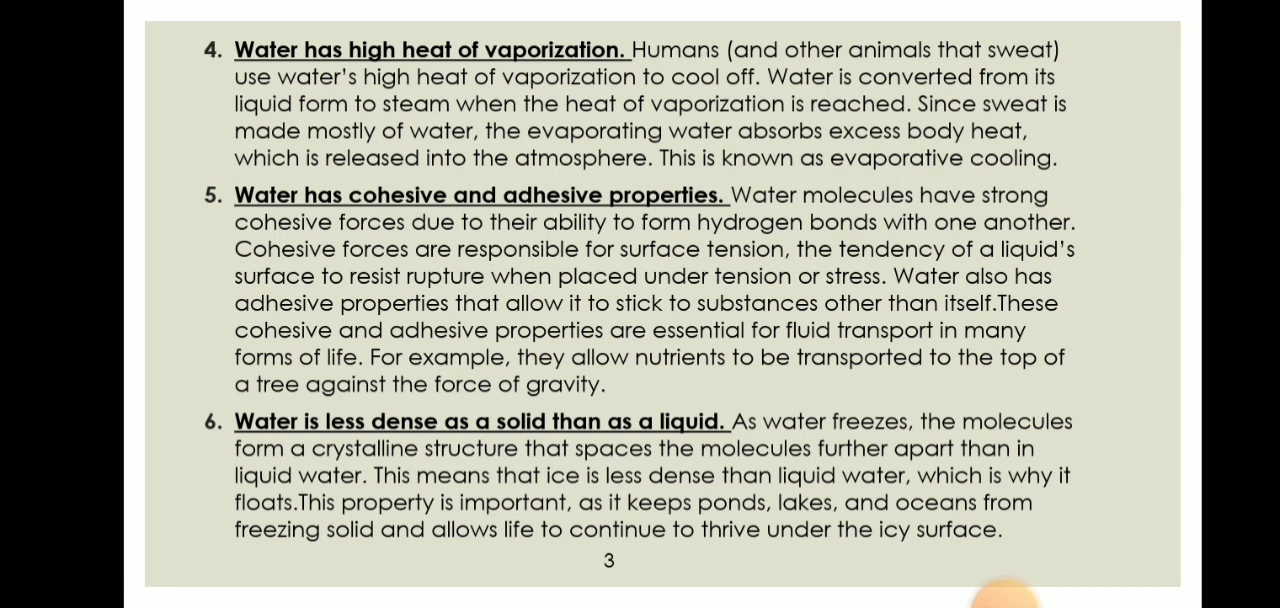 4. Water has high heat of vaporization. Humans (and other animals that sweat)
use water's high heat of vaporization to cool off. Water is converted from its
liquid form to steam when the heat of vaporization is reached. Since sweat is
made mostly of water, the evaporating water absorbs excess body heat,
which is released into the atmosphere. This is known as evaporative cooling.
5. Water has cohesive and adhesive properties. Water molecules have strong
cohesive forces due to their ability to form hydrogen bonds with one another.
Cohesive forces are responsible for surface tension, the tendency of a liquid's
surface to resist rupture when placed under tension or stress. Water also has
adhesive properties that allow it to stick to substances other than itself.These
cohesive and adhesive properties are essential for fluid transport in many
forms of life. For example, they allow nutrients to be transported to the top of
a tree against the force of gravity.
6. Water is less dense as a solid than as a liquid. As water freezes, the molecules
form a crystalline structure that spaces the molecules further apart than in
liquid water. This means that ice is less dense than liquid water, which is why it
floats.This property is important, as it keeps ponds, lakes, and oceans from
freezing solid and allows life to continue to thrive under the icy surface.
3